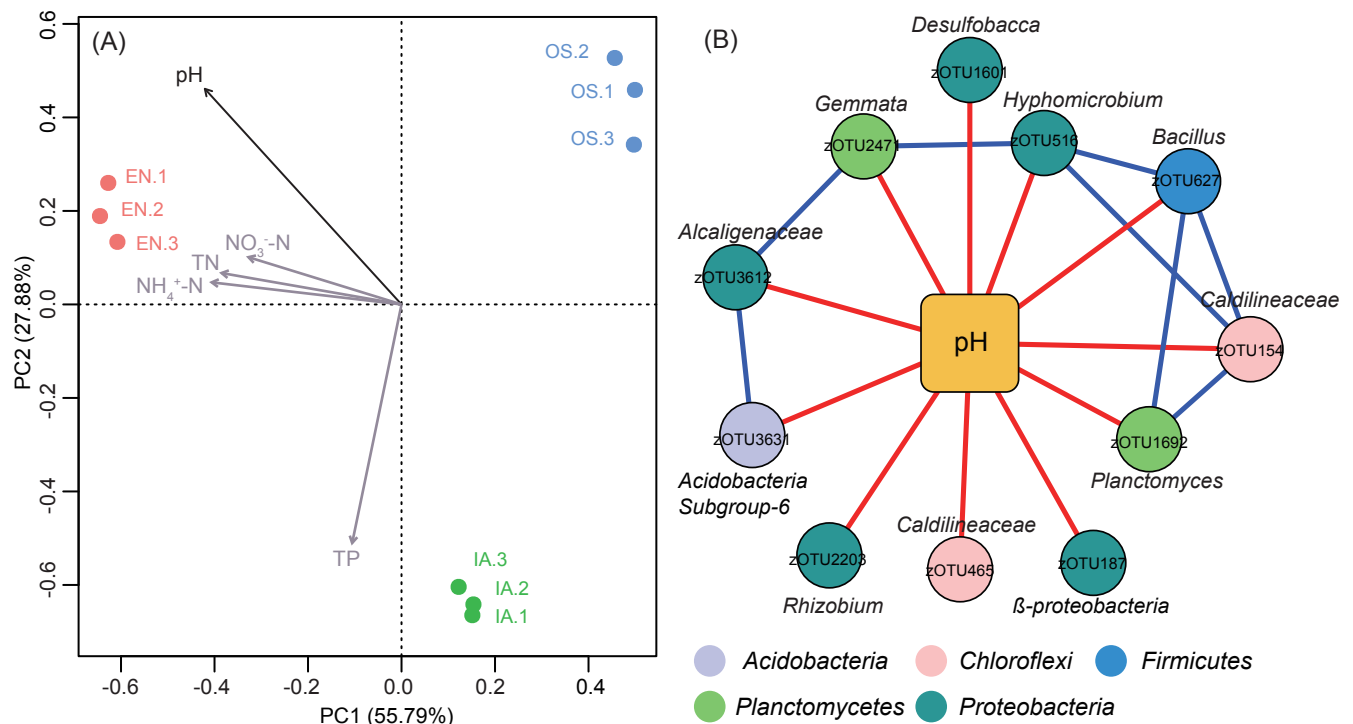 (A)
0.6
0.4
0.2
0.0
-0.2
-0.4
-0.6
PC2 (27.88%)
-0.6
-0.4
-0.2
0.0
0.2
0.4
PC1 (55.79%)
pH
OS.2
OS.1
OS.3
EN.1
EN.2
EN.3
NO₃⁻-N
TN
NH₄⁺-N
TP
IA.3
IA.2
IA.1
(B)
Desulfobacca
zOTU1601
Gemmata
zOTU2471
Hyphomicrobium
zOTU516
Bacillus
zOTU627
Alcaligenaceae
zOTU3612
Caldilineaceae
zOTU154
pH
zOTU3631
Acidobacteria
Subgroup-6
zOTU1692
Planctomyces
zOTU2203
Rhizobium
Caldilineaceae
zOTU465
zOTU187
ß-proteobacteria
Acidobacteria
Chloroflexi
Firmicutes
Planctomycetes
Proteobacteria